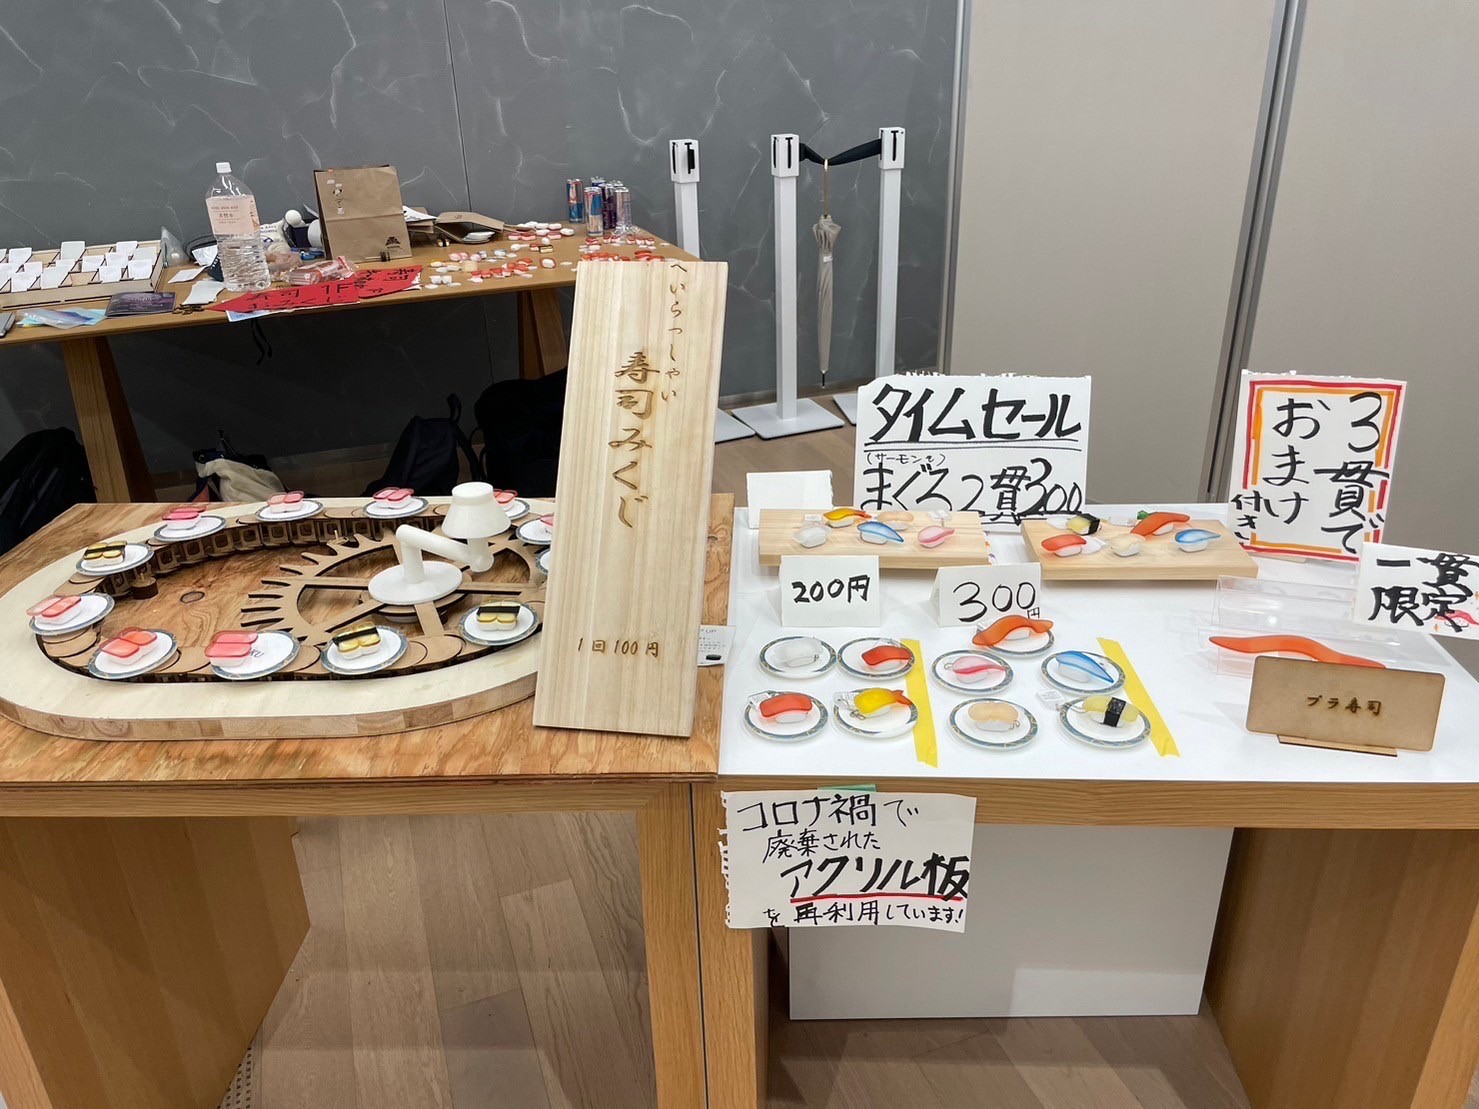 へいらっしゃい
寿司みくじ
1回100円
タイムセール
(サーモンも)
まぐろ2貫300
3貫で
おまけ
付き
一貫
限定
200円
300円
プラ寿司
コロナ禍で
廃棄された
アクリル板
を再利用しています!